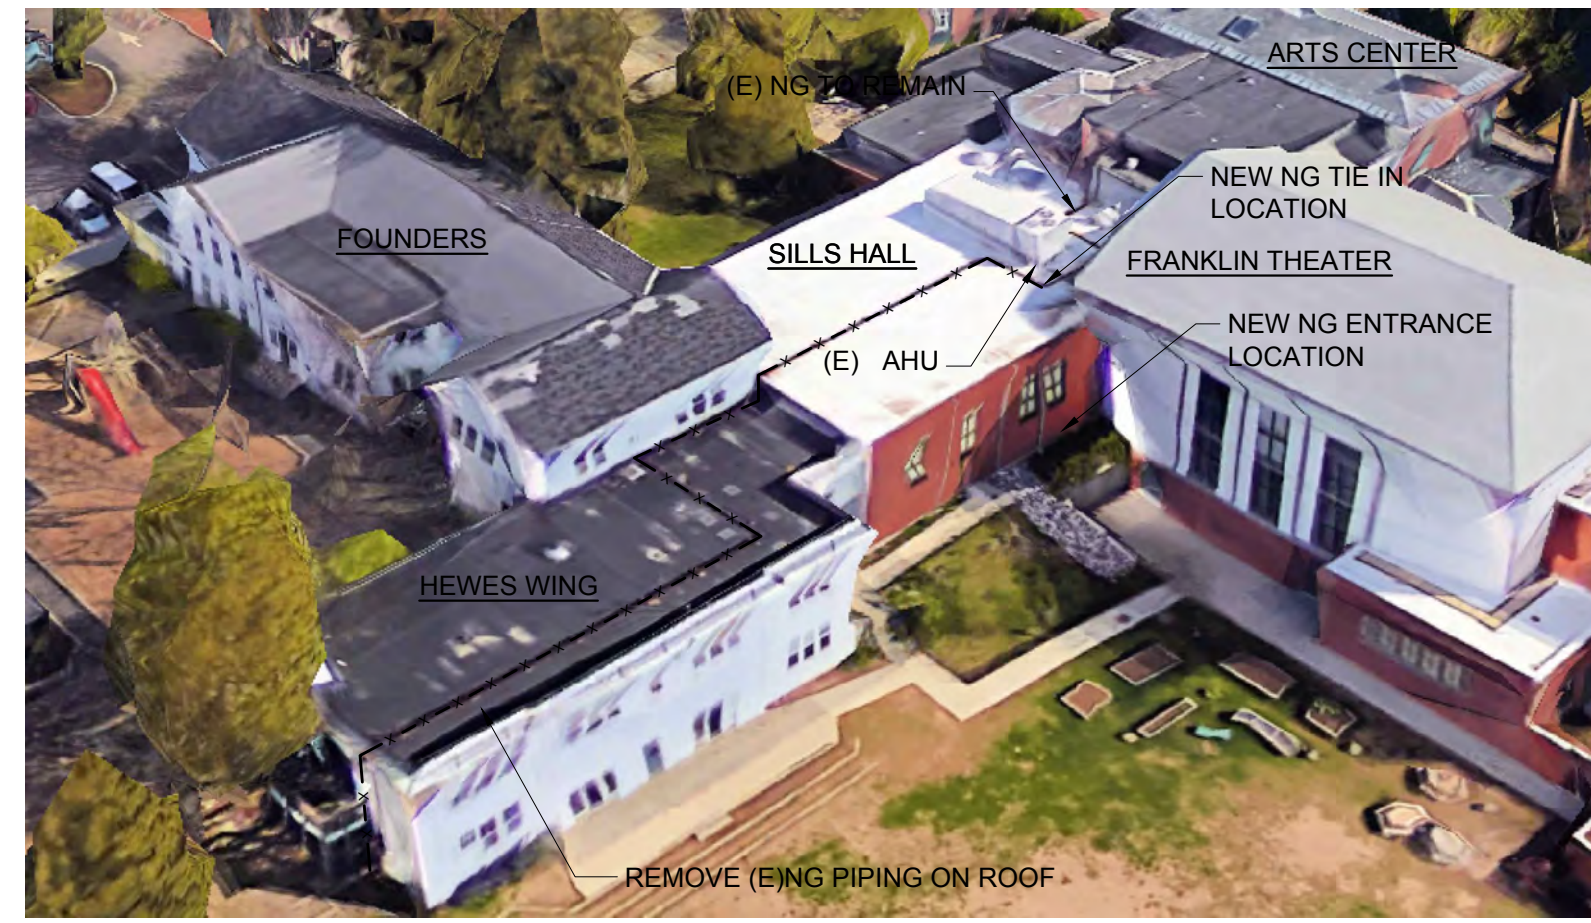 ARTS CENTER
(E) NG TO REMAIN
NEW NG TIE IN
LOCATION
FOUNDERS
SILLS HALL
FRANKLIN THEATER
NEW NG ENTRANCE
LOCATION
(E) AHU
HEWES WING
REMOVE (E)NG PIPING ON ROOF